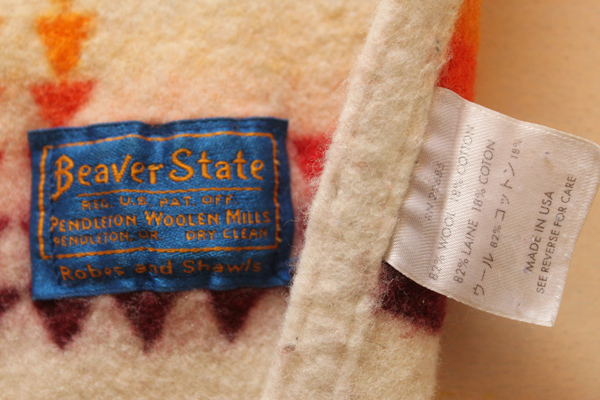 Beaver State
REG. U.S. PAT. OFF.
PENDLETON WOOLEN MILLS
PENDLETON, OR. DRY CLEAN
Robes and Shawls
82% WOOL 18% COTTON
82% LAINE 18% COTON
ウール 82% コットン 18%
MADE IN USA
SEE REVERSE FOR CARE